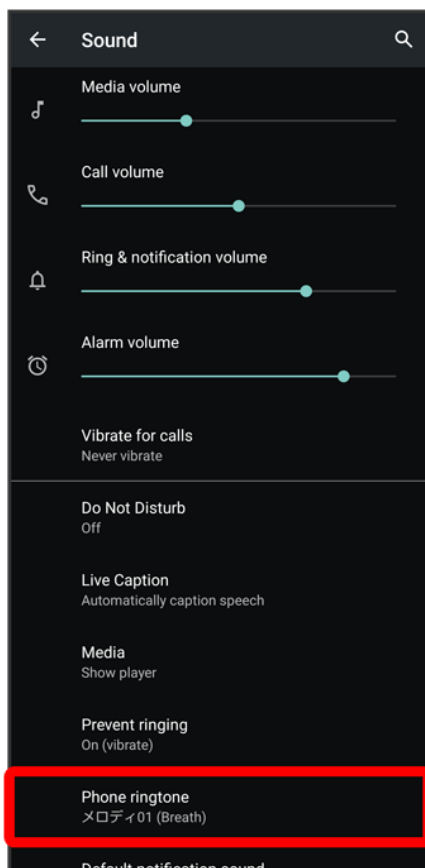 Sound
Media volume
Call volume
Ring & notification volume
Alarm volume
Vibrate for calls
Never vibrate
Do Not Disturb
Off
Live Caption
Automatically caption speech
Media
Show player
Prevent ringing
On (vibrate)
Phone ringtone
メロディ01 (Breath)
Default notification sound